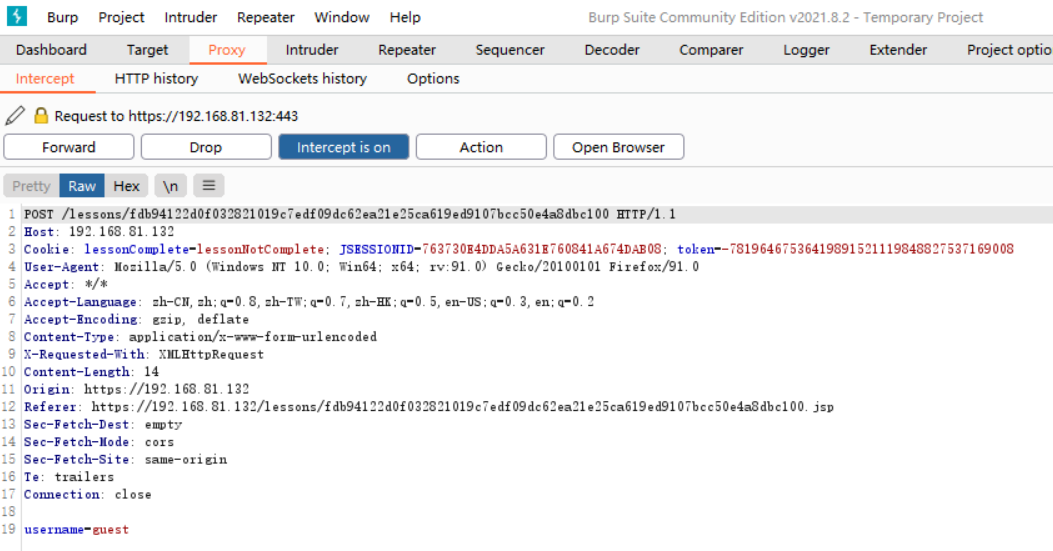 Burp Project Intruder Repeater Window Help Burp Suite Community Edition v2021.8.2 - Temporary Project
Dashboard Target Proxy Intruder Repeater Sequencer Decoder Comparer Logger Extender Project optio
Intercept HTTP history WebSockets history Options
Request to https://192.168.81.132:443
Forward Drop Intercept is on Action Open Browser
Pretty Raw Hex \n
1 POST /lessons/fdb94122d0f032821019c7edf09dc62ea21e25ca619ed9107bcc50e4a8dbc100 HTTP/1.1
2 Host: 192.168.81.132
3 Cookie: lessonComplete=lessonNotComplete; JSESSIONID=763730E4DDA5A631E760841A674DAB08; token=-78196467536419891521119848827537169008
4 User-Agent: Mozilla/5.0 (Windows NT 10.0; Win64; x64; rv:91.0) Gecko/20100101 Firefox/91.0
5 Accept: */*
6 Accept-Language: zh-CN,zh;q=0.8,zh-TW;q=0.7,zh-HK;q=0.5,en-US;q=0.3,en;q=0.2
7 Accept-Encoding: gzip, deflate
8 Content-Type: application/x-www-form-urlencoded
9 X-Requested-With: XMLHttpRequest
10 Content-Length: 14
11 Origin: https://192.168.81.132
12 Referer: https://192.168.81.132/lessons/fdb94122d0f032821019c7edf09dc62ea21e25ca619ed9107bcc50e4a8dbc100.jsp
13 Sec-Fetch-Dest: empty
14 Sec-Fetch-Mode: cors
15 Sec-Fetch-Site: same-origin
16 Te: trailers
17 Connection: close
18
19 username=guest